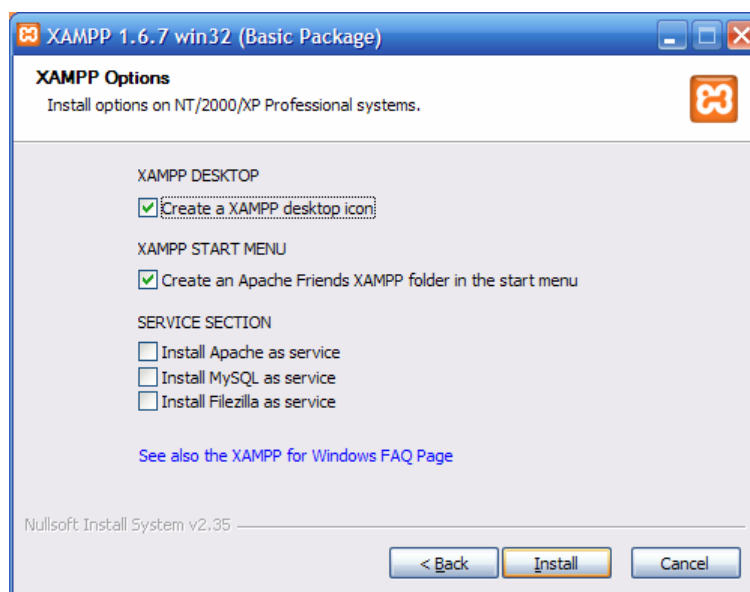 XAMPP 1.6.7 win32 (Basic Package)
XAMPP Options
Install options on NT/2000/XP Professional systems.
XAMPP DESKTOP
Create a XAMPP desktop icon
XAMPP START MENU
Create an Apache Friends XAMPP folder in the start menu
SERVICE SECTION
Install Apache as service
Install MySQL as service
Install Filezilla as service
See also the XAMPP for Windows FAQ Page
Nullsoft Install System v2.35
< Back
Install
Cancel